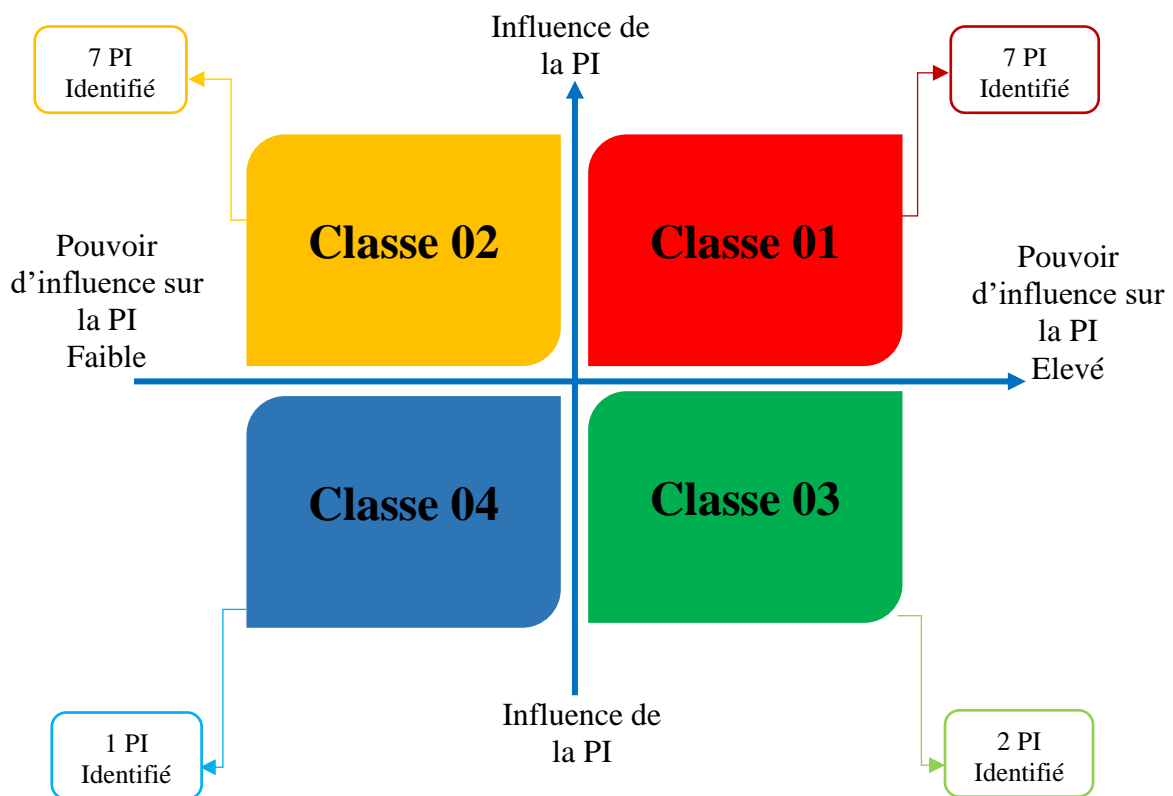 Influence de
la PI
7 PI
Identifié
7 PI
Identifié
Classe 02
Classe 01
Pouvoir
d’influence sur
la PI
Faible
Pouvoir
d’influence sur
la PI
Elevé
Classe 04
Classe 03
Influence de
la PI
1 PI
Identifié
2 PI
Identifié